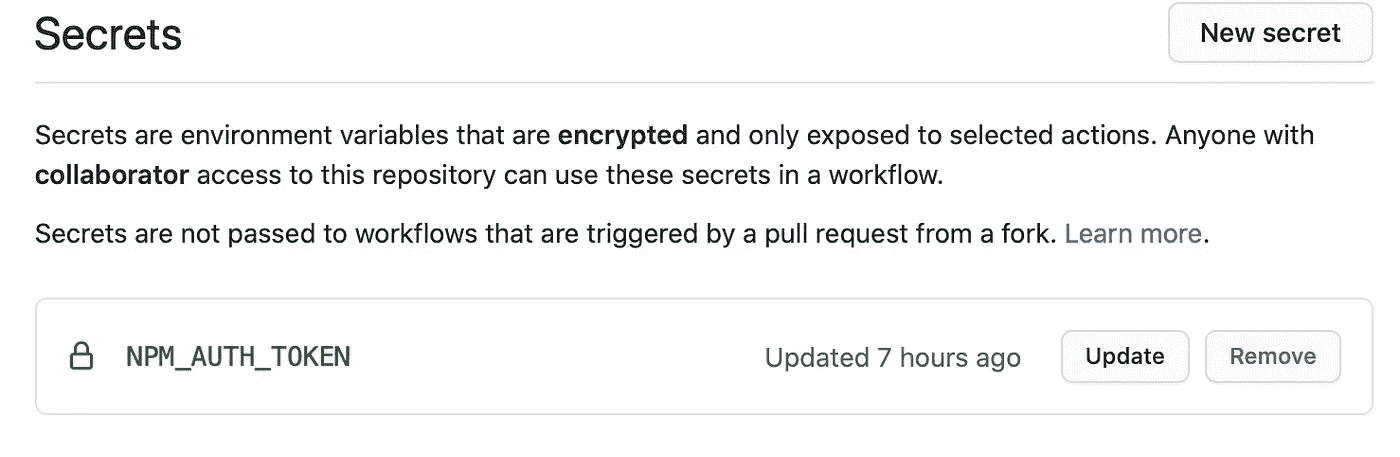 Secrets
New secret
Secrets are environment variables that are encrypted and only exposed to selected actions. Anyone with
collaborator access to this repository can use these secrets in a workflow.
Secrets are not passed to workflows that are triggered by a pull request from a fork. Learn more.
NPM_AUTH_TOKEN Updated 7 hours ago Update Remove